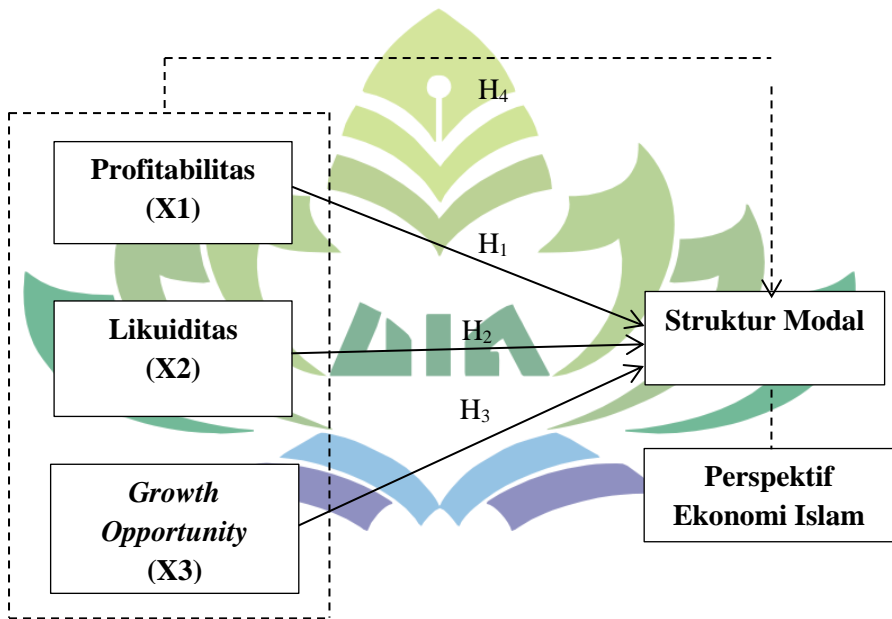 H₄
Profitabilitas
(X1)
H₁
Likuiditas
(X2)
H₂
Struktur Modal
H₃
Growth
Opportunity
(X3)
Perspektif
Ekonomi Islam